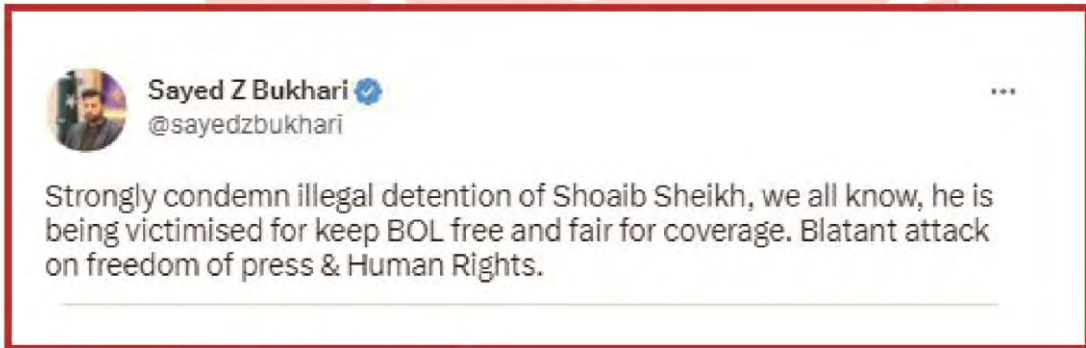 Sayed Z Bukhari
@sayedzbukhari
Strongly condemn illegal detention of Shoaib Sheikh, we all know, he is
being victimised for keep BOL free and fair for coverage. Blatant attack
on freedom of press & Human Rights.